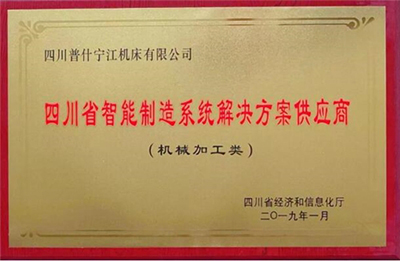 四川普什宁江机床有限公司
四川省智能制造系统解决方案供应商
（机械加工类）
四川省经济和信息化厅
二〇一九年一月